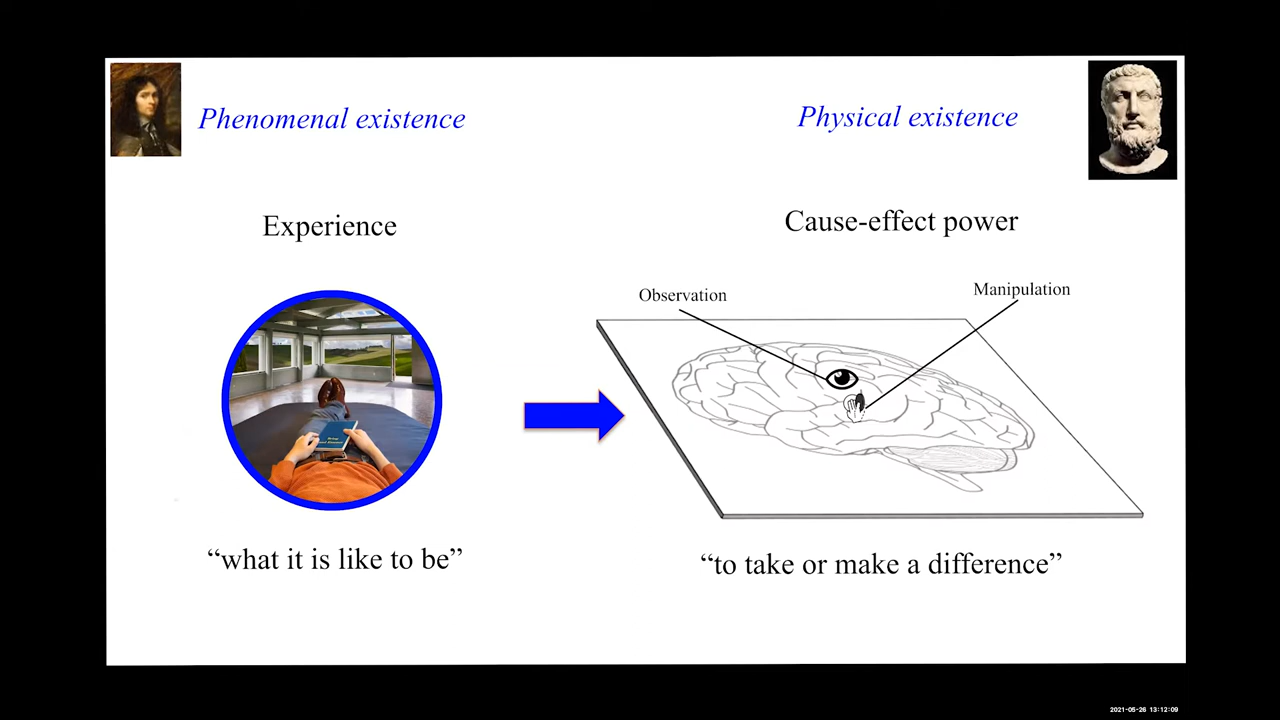 Phenomenal existence
Physical existence
Experience
Cause-effect power
Observation
Manipulation
“what it is like to be”
“to take or make a difference”
2021-05-26 13:12:09